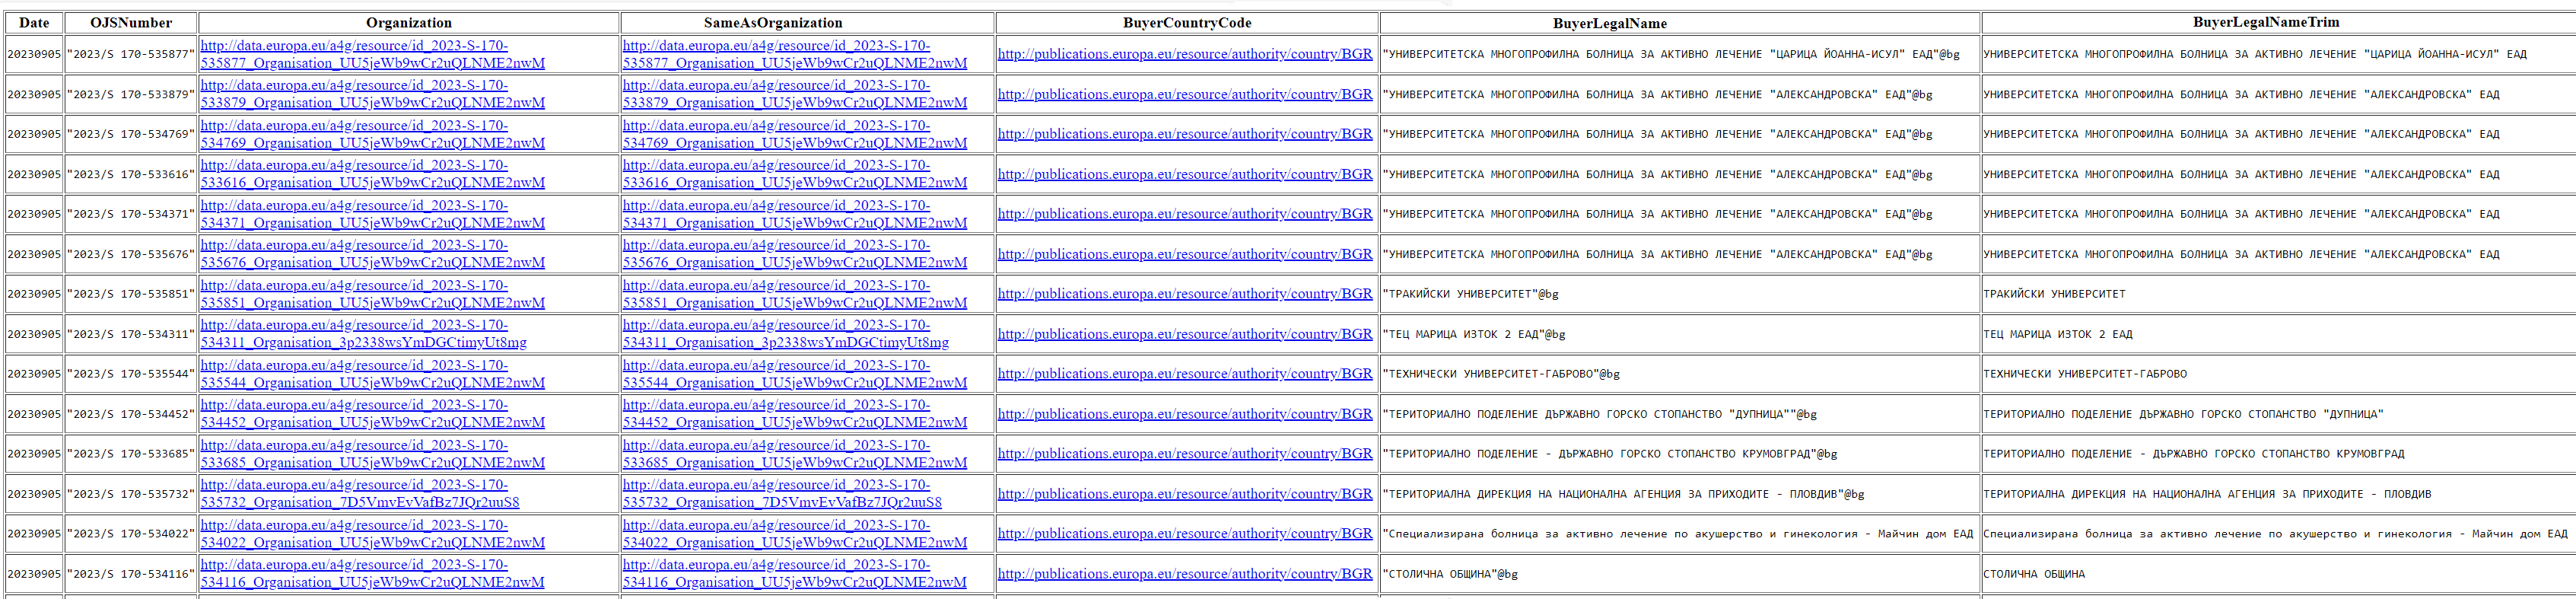 Date OJSNumber Organization SameAsOrganization BuyerCountryCode BuyerLegalName BuyerLegalNameTrim
20230905 "2023/S 170-535877" http://data.europa.eu/a4g/resource/id_2023-S-170- http://data.europa.eu/a4g/resource/id_2023-S-170- http://publications.europa.eu/resource/authority/country/BGR "УНИВЕРСИТЕТСКА МНОГОПРОФИЛНА БОЛНИЦА ЗА АКТИВНО ЛЕЧЕНИЕ "ЦАРИЦА ЙОАННА-ИСУЛ" ЕАД"@bg УНИВЕРСИТЕТСКА МНОГОПРОФИЛНА БОЛНИЦА ЗА АКТИВНО ЛЕЧЕНИЕ "ЦАРИЦА ЙОАННА-ИСУЛ" ЕАД
535877_Organisation_UU5jeWb9wCr2uQLNME2nwM 535877_Organisation_UU5jeWb9wCr2uQLNME2nwM
20230905 "2023/S 170-533879" http://data.europa.eu/a4g/resource/id_2023-S-170- http://data.europa.eu/a4g/resource/id_2023-S-170- http://publications.europa.eu/resource/authority/country/BGR "УНИВЕРСИТЕТСКА МНОГОПРОФИЛНА БОЛНИЦА ЗА АКТИВНО ЛЕЧЕНИЕ "АЛЕКСАНДРОВСКА" ЕАД"@bg УНИВЕРСИТЕТСКА МНОГОПРОФИЛНА БОЛНИЦА ЗА АКТИВНО ЛЕЧЕНИЕ "АЛЕКСАНДРОВСКА" ЕАД
533879_Organisation_UU5jeWb9wCr2uQLNME2nwM 533879_Organisation_UU5jeWb9wCr2uQLNME2nwM
20230905 "2023/S 170-534769" http://data.europa.eu/a4g/resource/id_2023-S-170- http://data.europa.eu/a4g/resource/id_2023-S-170- http://publications.europa.eu/resource/authority/country/BGR "УНИВЕРСИТЕТСКА МНОГОПРОФИЛНА БОЛНИЦА ЗА АКТИВНО ЛЕЧЕНИЕ "АЛЕКСАНДРОВСКА" ЕАД"@bg УНИВЕРСИТЕТСКА МНОГОПРОФИЛНА БОЛНИЦА ЗА АКТИВНО ЛЕЧЕНИЕ "АЛЕКСАНДРОВСКА" ЕАД
534769_Organisation_UU5jeWb9wCr2uQLNME2nwM 534769_Organisation_UU5jeWb9wCr2uQLNME2nwM
20230905 "2023/S 170-533616" http://data.europa.eu/a4g/resource/id_2023-S-170- http://data.europa.eu/a4g/resource/id_2023-S-170- http://publications.europa.eu/resource/authority/country/BGR "УНИВЕРСИТЕТСКА МНОГОПРОФИЛНА БОЛНИЦА ЗА АКТИВНО ЛЕЧЕНИЕ "АЛЕКСАНДРОВСКА" ЕАД"@bg УНИВЕРСИТЕТСКА МНОГОПРОФИЛНА БОЛНИЦА ЗА АКТИВНО ЛЕЧЕНИЕ "АЛЕКСАНДРОВСКА" ЕАД
533616_Organisation_UU5jeWb9wCr2uQLNME2nwM 533616_Organisation_UU5jeWb9wCr2uQLNME2nwM
20230905 "2023/S 170-534371" http://data.europa.eu/a4g/resource/id_2023-S-170- http://data.europa.eu/a4g/resource/id_2023-S-170- http://publications.europa.eu/resource/authority/country/BGR "УНИВЕРСИТЕТСКА МНОГОПРОФИЛНА БОЛНИЦА ЗА АКТИВНО ЛЕЧЕНИЕ "АЛЕКСАНДРОВСКА" ЕАД"@bg УНИВЕРСИТЕТСКА МНОГОПРОФИЛНА БОЛНИЦА ЗА АКТИВНО ЛЕЧЕНИЕ "АЛЕКСАНДРОВСКА" ЕАД
534371_Organisation_UU5jeWb9wCr2uQLNME2nwM 534371_Organisation_UU5jeWb9wCr2uQLNME2nwM
20230905 "2023/S 170-535676" http://data.europa.eu/a4g/resource/id_2023-S-170- http://data.europa.eu/a4g/resource/id_2023-S-170- http://publications.europa.eu/resource/authority/country/BGR "УНИВЕРСИТЕТСКА МНОГОПРОФИЛНА БОЛНИЦА ЗА АКТИВНО ЛЕЧЕНИЕ "АЛЕКСАНДРОВСКА" ЕАД"@bg УНИВЕРСИТЕТСКА МНОГОПРОФИЛНА БОЛНИЦА ЗА АКТИВНО ЛЕЧЕНИЕ "АЛЕКСАНДРОВСКА" ЕАД
535676_Organisation_UU5jeWb9wCr2uQLNME2nwM 535676_Organisation_UU5jeWb9wCr2uQLNME2nwM
20230905 "2023/S 170-535851" http://data.europa.eu/a4g/resource/id_2023-S-170- http://data.europa.eu/a4g/resource/id_2023-S-170- http://publications.europa.eu/resource/authority/country/BGR "ТРАКИЙСКИ УНИВЕРСИТЕТ"@bg ТРАКИЙСКИ УНИВЕРСИТЕТ
535851_Organisation_UU5jeWb9wCr2uQLNME2nwM 535851_Organisation_UU5jeWb9wCr2uQLNME2nwM
20230905 "2023/S 170-534311" http://data.europa.eu/a4g/resource/id_2023-S-170- http://data.europa.eu/a4g/resource/id_2023-S-170- http://publications.europa.eu/resource/authority/country/BGR "ТЕЦ МАРИЦА ИЗТОК 2 ЕАД"@bg ТЕЦ МАРИЦА ИЗТОК 2 ЕАД
534311_Organisation_3p2338wsYmDGCtimyUt8mg 534311_Organisation_3p2338wsYmDGCtimyUt8mg
20230905 "2023/S 170-535544" http://data.europa.eu/a4g/resource/id_2023-S-170- http://data.europa.eu/a4g/resource/id_2023-S-170- http://publications.europa.eu/resource/authority/country/BGR "ТЕХНИЧЕСКИ УНИВЕРСИТЕТ-ГАБРОВО"@bg ТЕХНИЧЕСКИ УНИВЕРСИТЕТ-ГАБРОВО
535544_Organisation_UU5jeWb9wCr2uQLNME2nwM 535544_Organisation_UU5jeWb9wCr2uQLNME2nwM
20230905 "2023/S 170-534452" http://data.europa.eu/a4g/resource/id_2023-S-170- http://data.europa.eu/a4g/resource/id_2023-S-170- http://publications.europa.eu/resource/authority/country/BGR "ТЕРИТОРИАЛНО ПОДЕЛЕНИЕ ДЪРЖАВНО ГОРСКО СТОПАНСТВО "ДУПНИЦА""@bg ТЕРИТОРИАЛНО ПОДЕЛЕНИЕ ДЪРЖАВНО ГОРСКО СТОПАНСТВО "ДУПНИЦА"
534452_Organisation_UU5jeWb9wCr2uQLNME2nwM 534452_Organisation_UU5jeWb9wCr2uQLNME2nwM
20230905 "2023/S 170-533685" http://data.europa.eu/a4g/resource/id_2023-S-170- http://data.europa.eu/a4g/resource/id_2023-S-170- http://publications.europa.eu/resource/authority/country/BGR "ТЕРИТОРИАЛНО ПОДЕЛЕНИЕ - ДЪРЖАВНО ГОРСКО СТОПАНСТВО КРУМОВГРАД"@bg ТЕРИТОРИАЛНО ПОДЕЛЕНИЕ - ДЪРЖАВНО ГОРСКО СТОПАНСТВО КРУМОВГРАД
533685_Organisation_UU5jeWb9wCr2uQLNME2nwM 533685_Organisation_UU5jeWb9wCr2uQLNME2nwM
20230905 "2023/S 170-535732" http://data.europa.eu/a4g/resource/id_2023-S-170- http://data.europa.eu/a4g/resource/id_2023-S-170- http://publications.europa.eu/resource/authority/country/BGR "ТЕРИТОРИАЛНА ДИРЕКЦИЯ НА НАЦИОНАЛНА АГЕНЦИЯ ЗА ПРИХОДИТЕ - ПЛОВДИВ"@bg ТЕРИТОРИАЛНА ДИРЕКЦИЯ НА НАЦИОНАЛНА АГЕНЦИЯ ЗА ПРИХОДИТЕ - ПЛОВДИВ
535732_Organisation_7D5VmvEvVafBz7JQr2uuS8 535732_Organisation_7D5VmvEvVafBz7JQr2uuS8
20230905 "2023/S 170-534022" http://data.europa.eu/a4g/resource/id_2023-S-170- http://data.europa.eu/a4g/resource/id_2023-S-170- http://publications.europa.eu/resource/authority/country/BGR "Специализирана болница за активно лечение по акушерство и гинекология - Майчин дом ЕАД Специализирана болница за активно лечение по акушерство и гинекология - Майчин дом ЕАД
534022_Organisation_UU5jeWb9wCr2uQLNME2nwM 534022_Organisation_UU5jeWb9wCr2uQLNME2nwM
20230905 "2023/S 170-534116" http://data.europa.eu/a4g/resource/id_2023-S-170- http://data.europa.eu/a4g/resource/id_2023-S-170- http://publications.europa.eu/resource/authority/country/BGR "СТОЛИЧНА ОБЩИНА"@bg СТОЛИЧНА ОБЩИНА
534116_Organisation_UU5jeWb9wCr2uQLNME2nwM 534116_Organisation_UU5jeWb9wCr2uQLNME2nwM